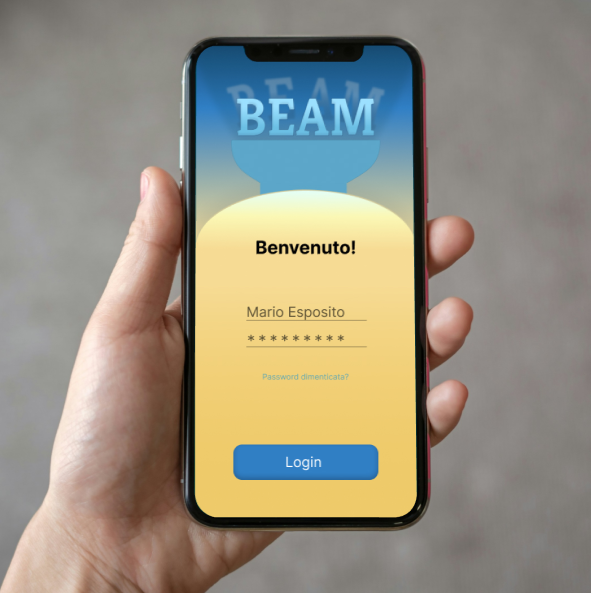 BEAM
Benvenuto!
Mario Esposito
*********
Password dimenticata?
Login